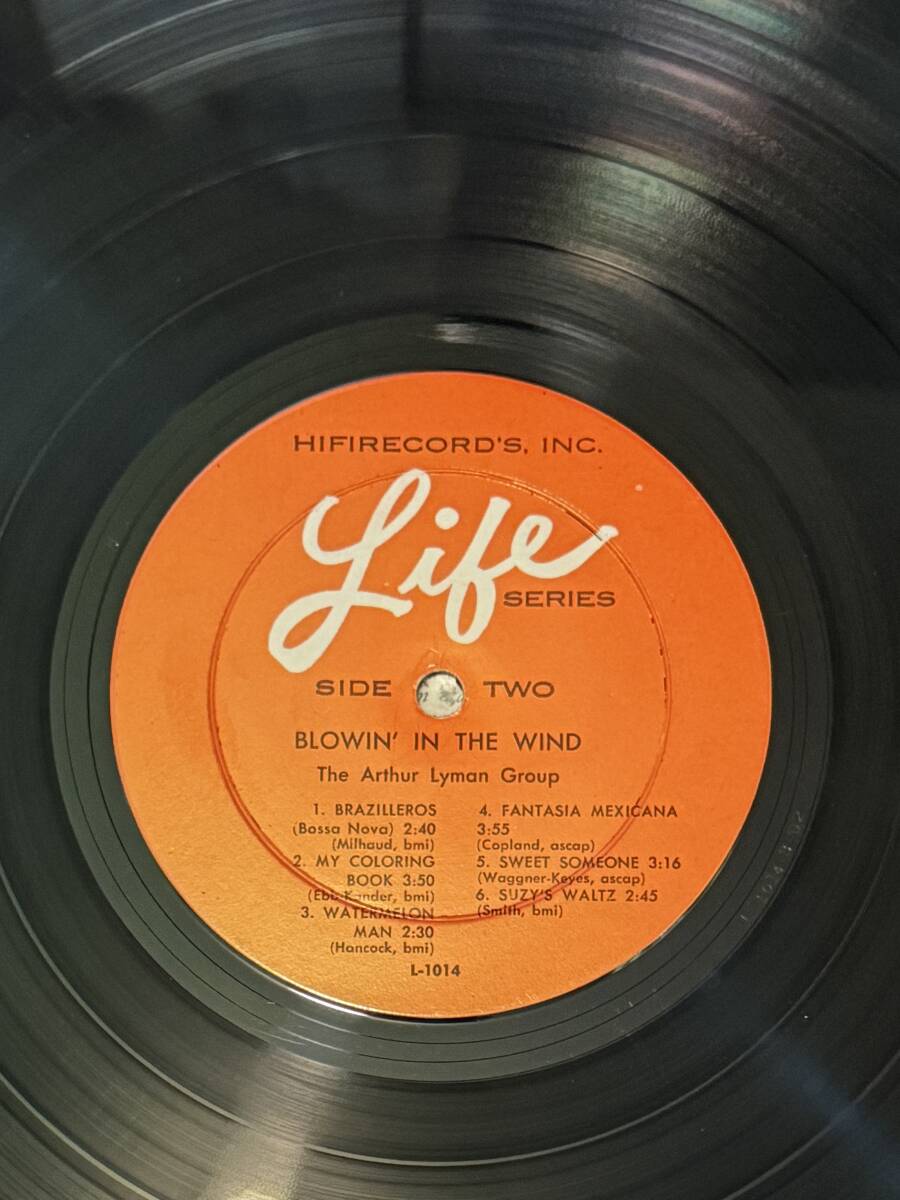 HIFIRECORD'S, INC.
Life
SERIES
SIDE TWO
BLOWIN' IN THE WIND
The Arthur Lyman Group
1. BRAZILLEROS
(Bossa Nova) 2:40
(Milhaud, bmi)
2. MY COLORING
BOOK 3:50
(Ebb-Kander, bmi)
3. WATERMELON
MAN 2:30
(Hancock, bmi)
4. FANTASIA MEXICANA
3:55
(Copland, ascap)
5. SWEET SOMEONE 3:16
(Waggner-Keyes, ascap)
6. SUZY'S WALTZ 2:45
(Smith, bmi)
L-1014